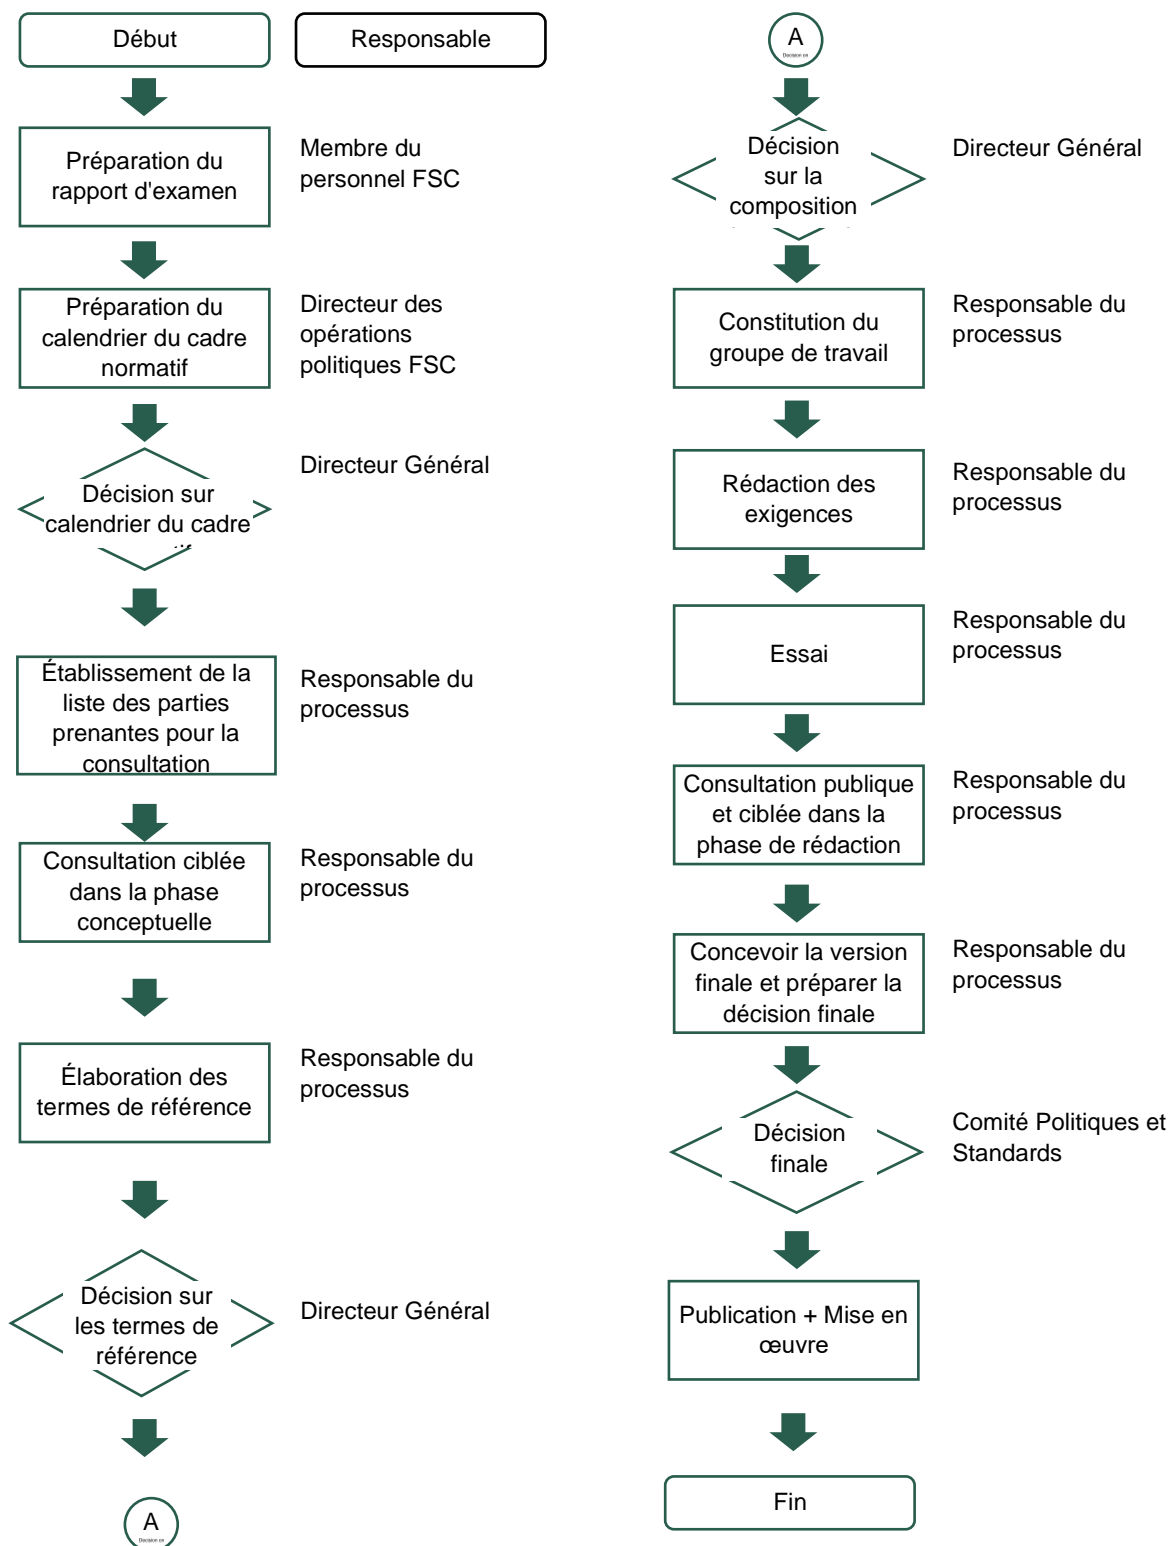 Début
Responsable
Préparation du
rapport d'examen
Membre du
personnel FSC
Préparation du
calendrier du cadre
normatif
Directeur des
opérations
politiques FSC
Décision sur
calendrier du cadre
Directeur Général
Établissement de la
liste des parties
prenantes pour la
consultation
Responsable du
processus
Consultation ciblée
dans la phase
conceptuelle
Responsable du
processus
Élaboration des
termes de référence
Responsable du
processus
Décision sur
les termes de
référence
Directeur Général
A
Decision on
A
Decision on
Décision
sur la
composition
Directeur Général
Constitution du
groupe de travail
Responsable du
processus
Rédaction des
exigences
Responsable du
processus
Essai
Responsable du
processus
Consultation publique
et ciblée dans la
phase de rédaction
Responsable du
processus
Concevoir la version
finale et préparer la
décision finale
Responsable du
processus
Décision
finale
Comité Politiques et
Standards
Publication + Mise en
œuvre
Fin